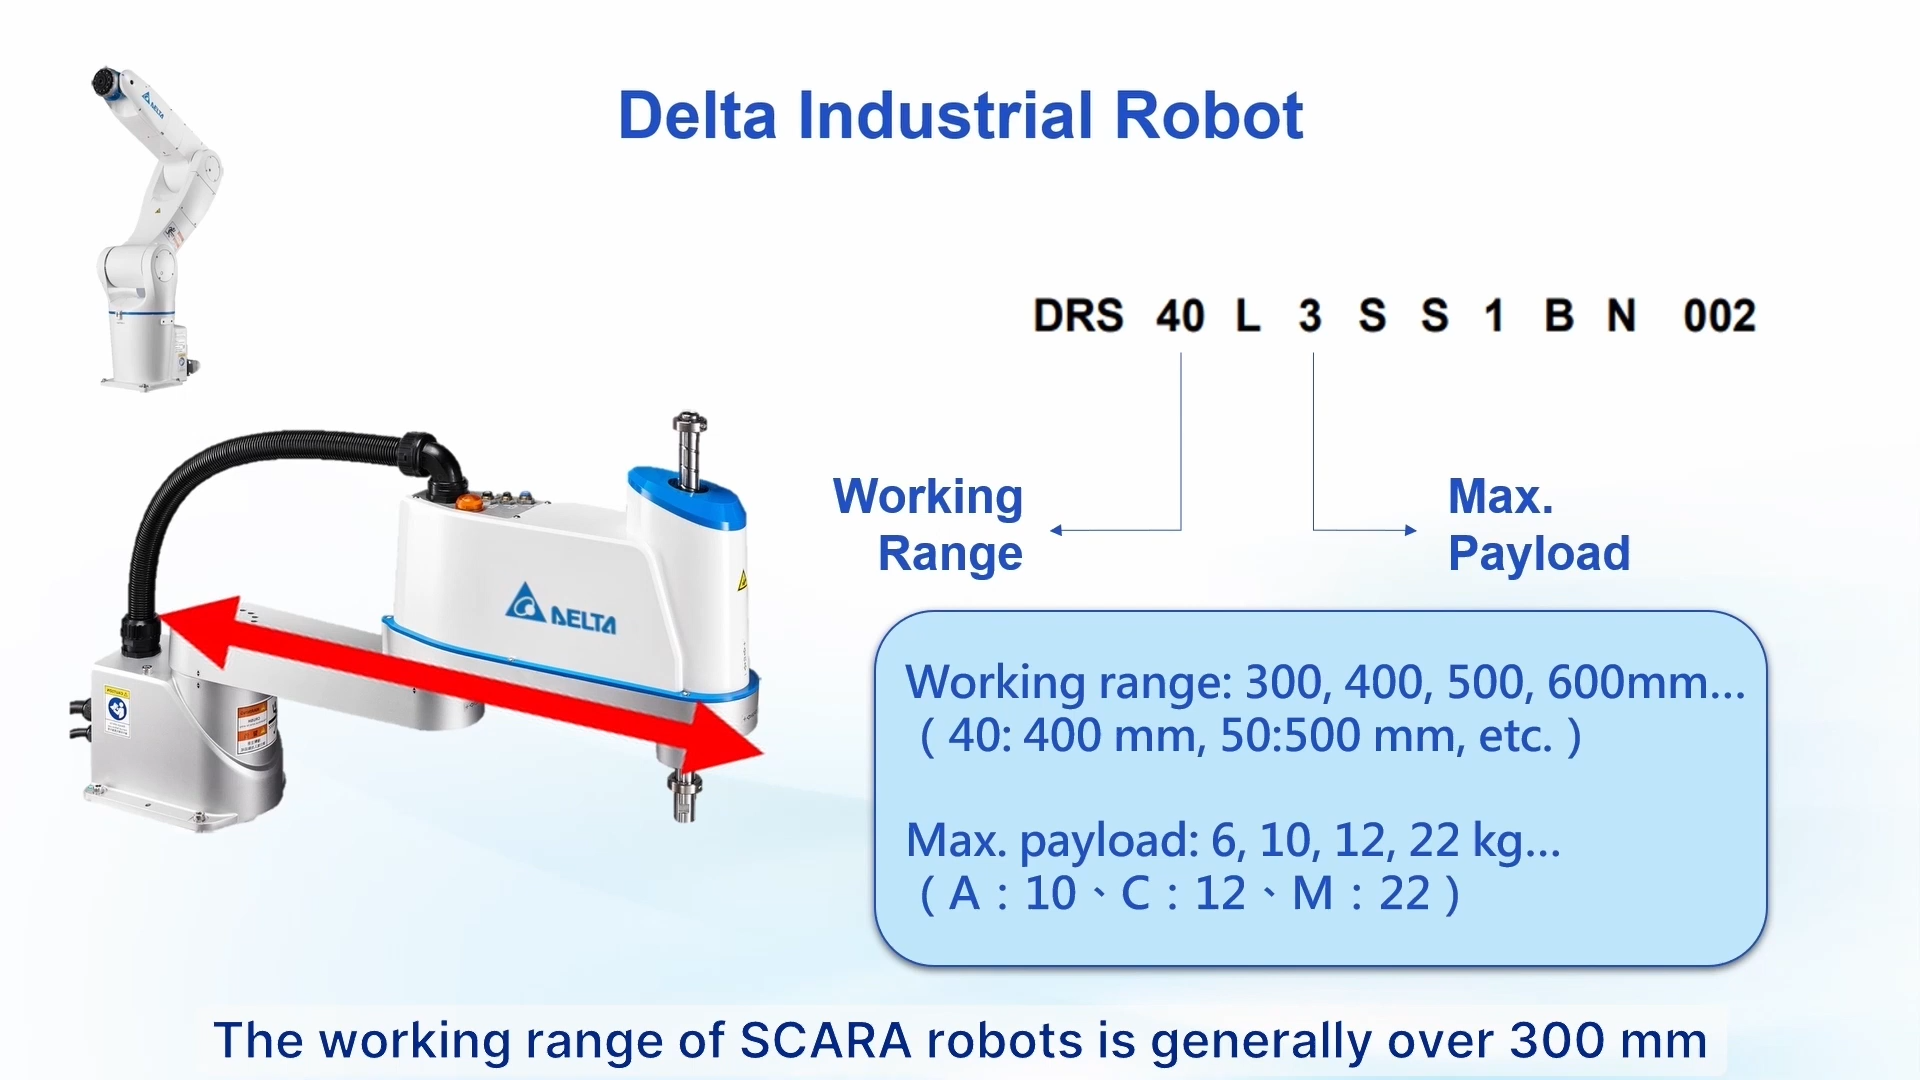 Delta Industrial Robot
DELTA
DRS 40 L 3 S S 1 B N 002
Working
Range
Max.
Payload
DELTA
Working range: 300, 400, 500, 600mm...
( 40: 400 mm, 50:500 mm, etc. )
Max. payload: 6, 10, 12, 22 kg...
( A：10、C：12、M：22 )
The working range of SCARA robots is generally over 300 mm